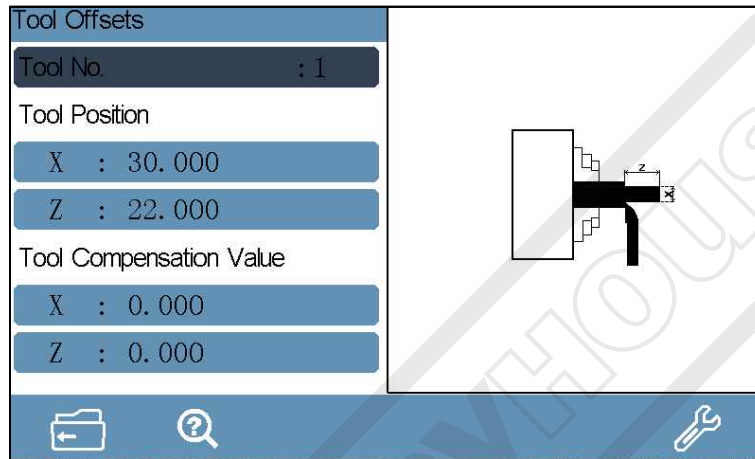 Tool Offsets
Tool No. :1
Tool Position
X : 30.000
Z : 22.000
Tool Compensation Value
X : 0.000
Z : 0.000
Z
X